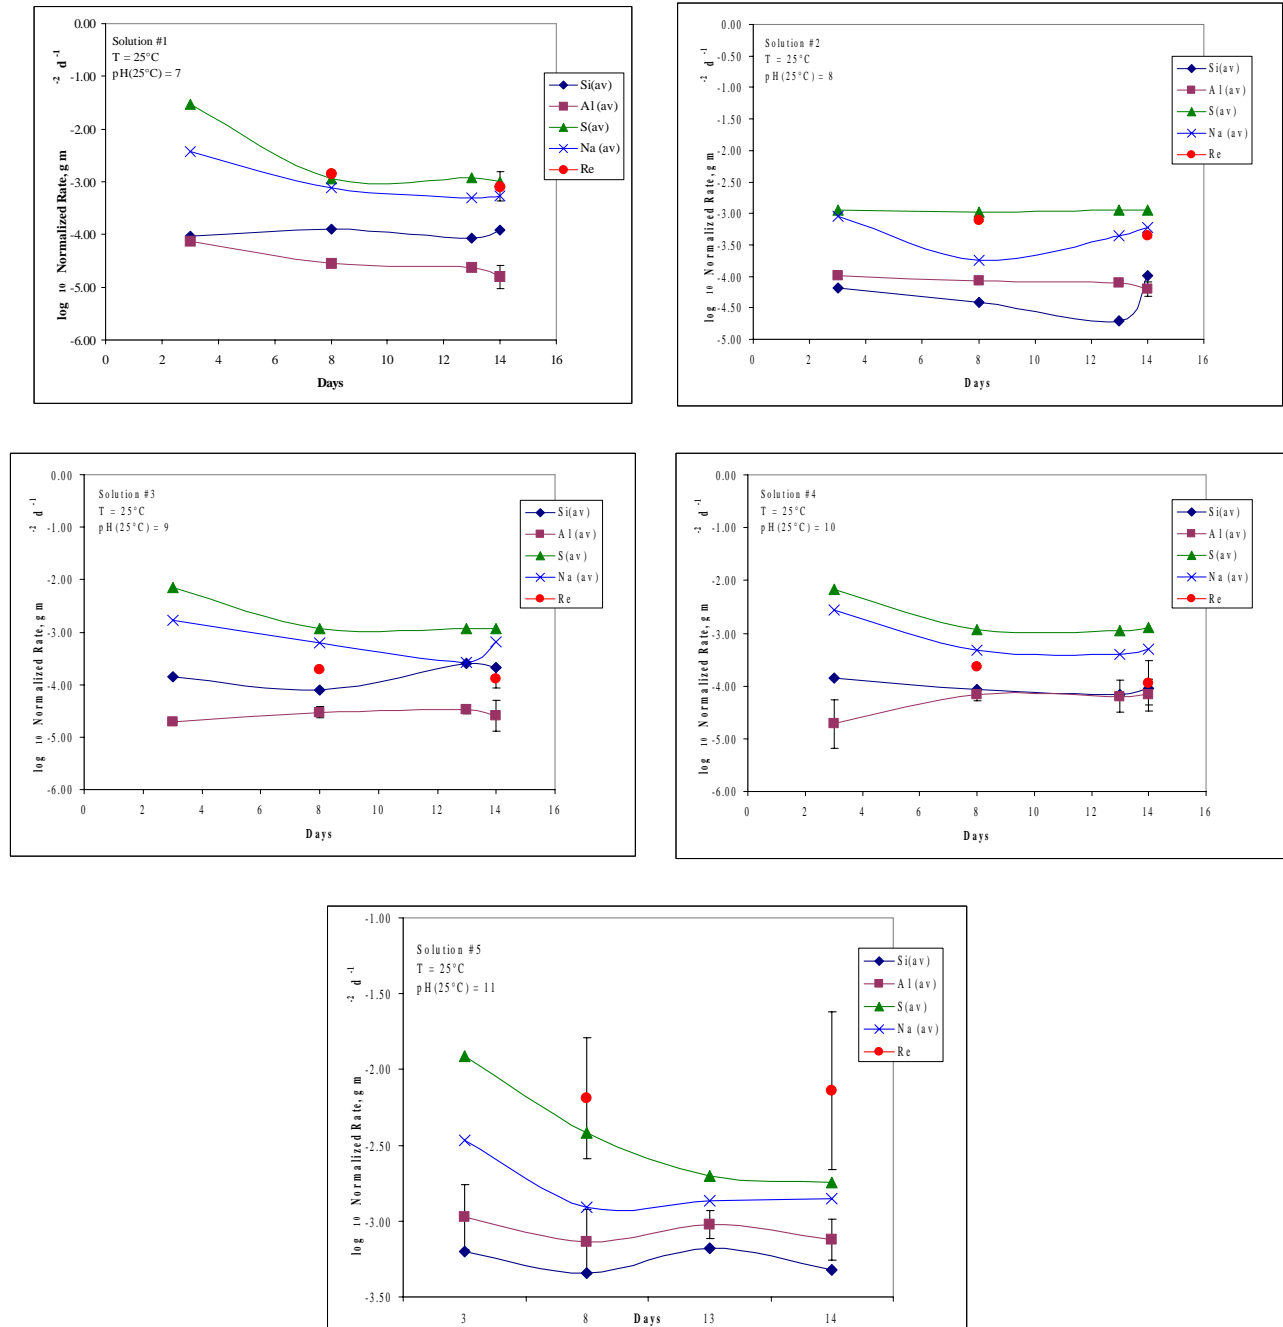 0.00
-1.00
-2.00
-3.00
-4.00
-5.00
-6.00
0 2 4 6 8 10 12 14 16
Days
log 10 Normalized Rate, g m -2 d -1
Solution #1
T = 25°C
pH(25°C) = 7
Si(av)
Al (av)
S(av)
Na (av)
Re
0.00
-0.50
-1.00
-1.50
-2.00
-2.50
-3.00
-3.50
-4.00
-4.50
-5.00
0 2 4 6 8 10 12 14 16
Days
log 10 Normalized Rate, g m -2 d -1
Solution #2
T = 25°C
pH(25°C) = 8
Si(av)
Al (av)
S(av)
Na (av)
Re
0.00
-1.00
-2.00
-3.00
-4.00
-5.00
-6.00
0 2 4 6 8 10 12 14 16
Days
log 10 Normalized Rate, g m -2 d -1
Solution #3
T = 25°C
pH(25°C) = 9
Si(av)
Al (av)
S(av)
Na (av)
Re
0.00
-1.00
-2.00
-3.00
-4.00
-5.00
-6.00
0 2 4 6 8 10 12 14 16
Days
log 10 Normalized Rate, g m -2 d -1
Solution #4
T = 25°C
pH(25°C) = 10
Si(av)
Al (av)
S(av)
Na (av)
Re
-1.00
-1.50
-2.00
-2.50
-3.00
-3.50
3 8 Days 13 14
log 10 Normalized Rate, g m -2 d -1
Solution #5
T = 25°C
pH(25°C) = 11
Si(av)
Al (av)
S(av)
Na (av)
Re